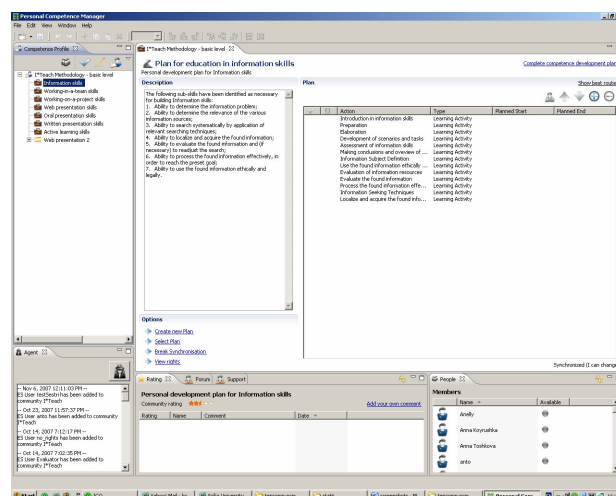 Personal Competence Manager
File Edit View Window Help
Competence Profile
I*Teach Methodology - basic level
Information skills
Working-in-a-team skills
Working-on-a-project skills
Web presentation skills
Oral presentation skills
Written presentation skills
Active learning skills
Web presentation 2
I*Teach Methodology - basic level
Plan for education in information skills
Complete competence development plan
Personal development plan for Information skills
Description
The following sub-skills have been identified as necessary
for building Information skills:
1. Ability to determine the information problem;
2. Ability to determine the relevance of the various
information sources;
3. Ability to search systematically by application of
relevant searching techniques;
4. Ability to localize and acquire the found information;
5. Ability to evaluate the found information and (if
necessary) to readjust the search;
6. Ability to process the found information effectively, in
order to reach the preset goal;
7. Ability to use the found information ethically and
legally.
Options
Create new Plan
Select Plan
Break Synchronisation
View rights
Plan
Show best route
Action Type Planned Start Planned End
Introduction in information skills Learning Activity
Preparation Learning Activity
Elaboration Learning Activity
Development of scenarios and tasks Learning Activity
Assessment of information skills Learning Activity
Making conclusions and overview of ... Learning Activity
Information Subject Definition Learning Activity
Use the found information ethically ... Learning Activity
Evaluation of information resources Learning Activity
Evaluate the found information Learning Activity
Process the found information effe... Learning Activity
Information Seeking Techniques Learning Activity
Localize and acquire the found info... Learning Activity
Synchronized (I can change
Agent
-- Nov 6, 2007 12:11:03 PM --
ES User testSestri has been added to
community I*Teach
-- Oct 23, 2007 11:57:37 PM --
ES User anto has been added to community
I*Teach
-- Oct 14, 2007 7:12:17 PM --
ES User no_rights has been added to
community I*Teach
-- Oct 14, 2007 7:02:35 PM --
ES User Evaluator has been added to
community I*Teach
Rating Forum Support
Personal development plan for Information skills
Community rating
Add your own comment
Rating Name Comment Date
People
Members
Name Available
Anelly
Anna Koyrushka
Anna Toshkova
anto
Start